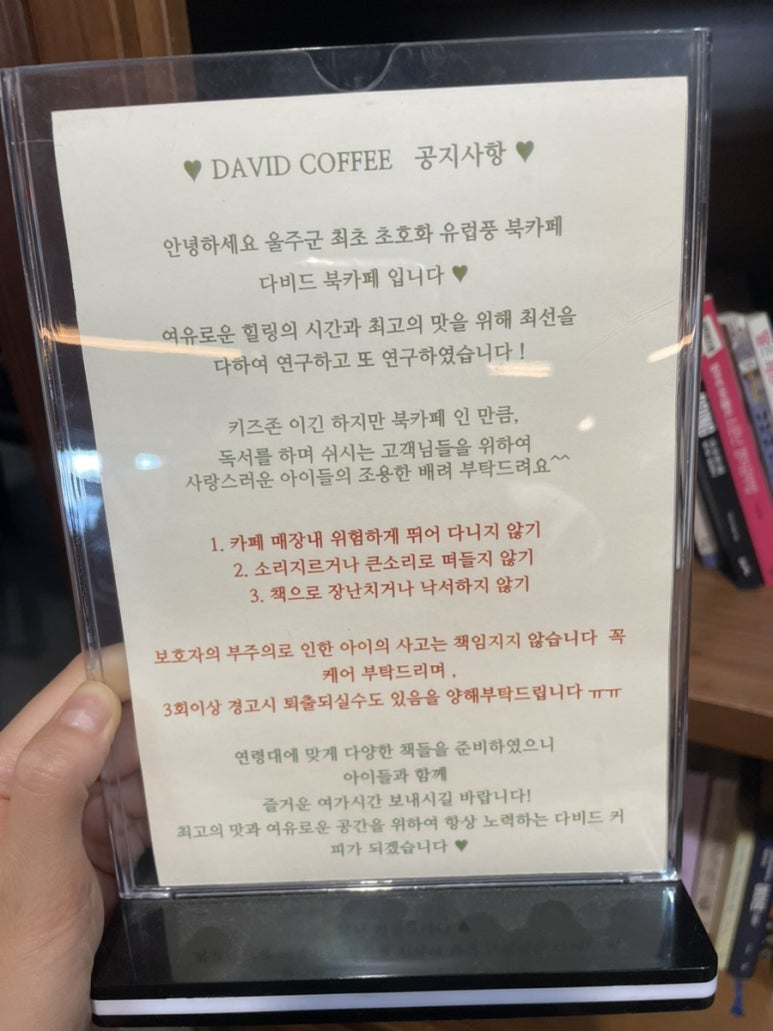 ♥ DAVID COFFEE 공지사항 ♥
안녕하세요 울주군 최초 초호화 유럽풍 북카페
다비드 북카페 입니다 ♥
여유로운 힐링의 시간과 최고의 맛을 위해 최선을
다하여 연구하고 또 연구하였습니다 !
키즈존 이긴 하지만 북카페 인 만큼,
독서를 하며 쉬시는 고객님들을 위하여
사랑스러운 아이들의 조용한 배려 부탁드려요^^
1. 카페 매장내 위험하게 뛰어 다니지 않기
2. 소리지르거나 큰소리로 떠들지 않기
3. 책으로 장난치거나 낙서하지 않기
보호자의 부주의로 인한 아이의 사고는 책임지지 않습니다 꼭
케어 부탁드리며 ,
3회이상 경고시 퇴출되실수도 있음을 양해부탁드립니다 ㅠㅠ
연령대에 맞게 다양한 책들을 준비하였으니
아이들과 함께
즐거운 여가시간 보내시길 바랍니다!
최고의 맛과 여유로운 공간을 위하여 항상 노력하는 다비드 커
피가 되겠습니다 ♥